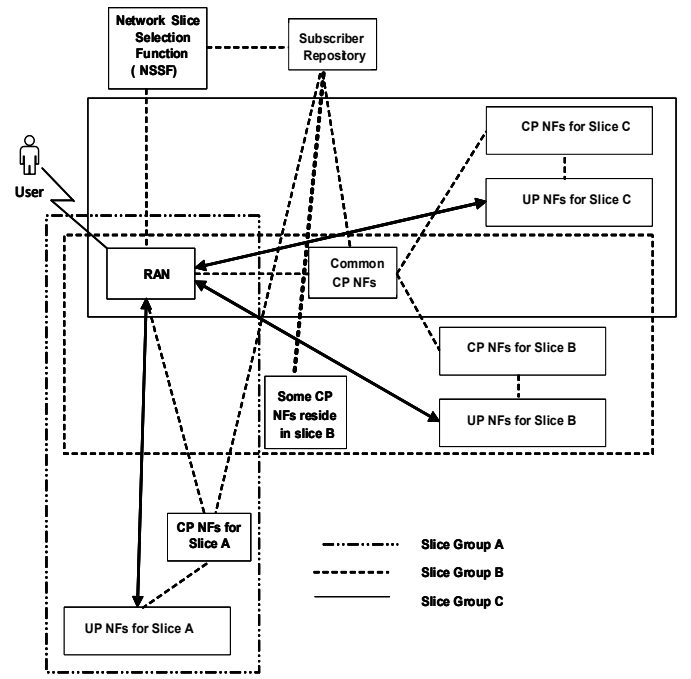 Network Slice
Selection
Function
( NSSF)
Subscriber
Repository
CP NFs for Slice C
User
UP NFs for Slice C
RAN
Common
CP NFs
CP NFs for Slice B
Some CP
NFs reside
in slice B
UP NFs for Slice B
CP NFs for
Slice A
Slice Group A
Slice Group B
Slice Group C
UP NFs for Slice A